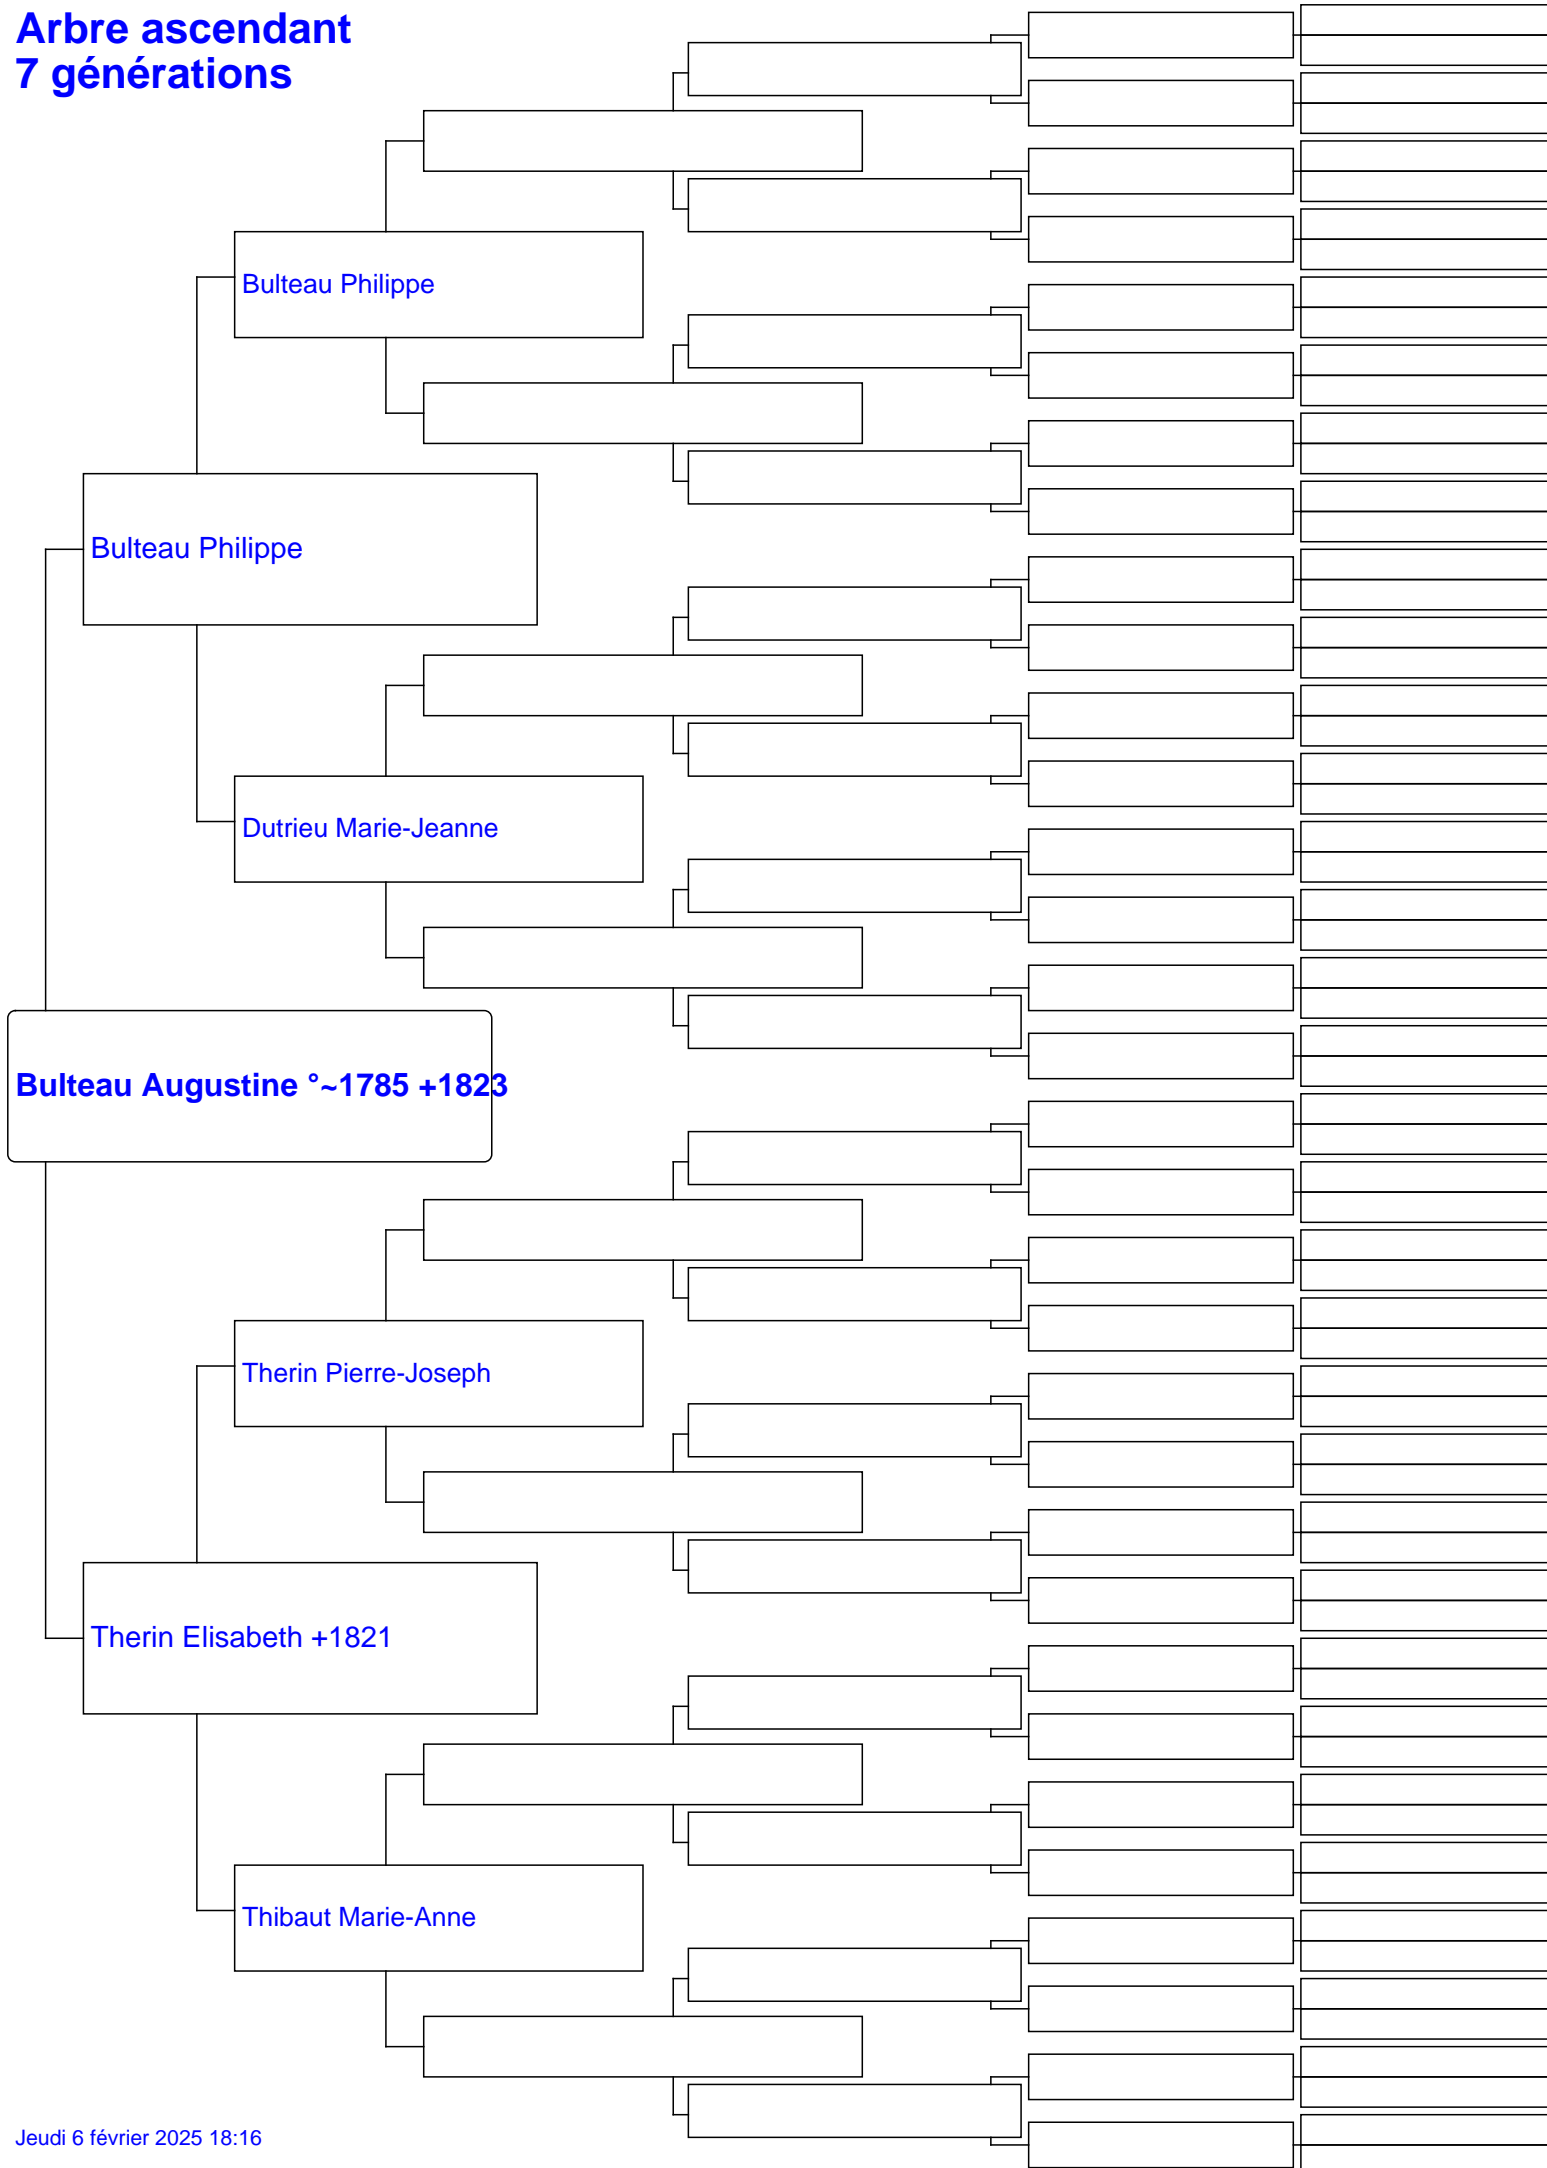 Arbre ascendant
7 générations
Bulteau Philippe
Bulteau Philippe
Dutrieu Marie-Jeanne
Bulteau Augustine °~1785 +1823
Therin Pierre-Joseph
Therin Elisabeth +1821
Thibaut Marie-Anne
Jeudi 6 février 2025 18:16